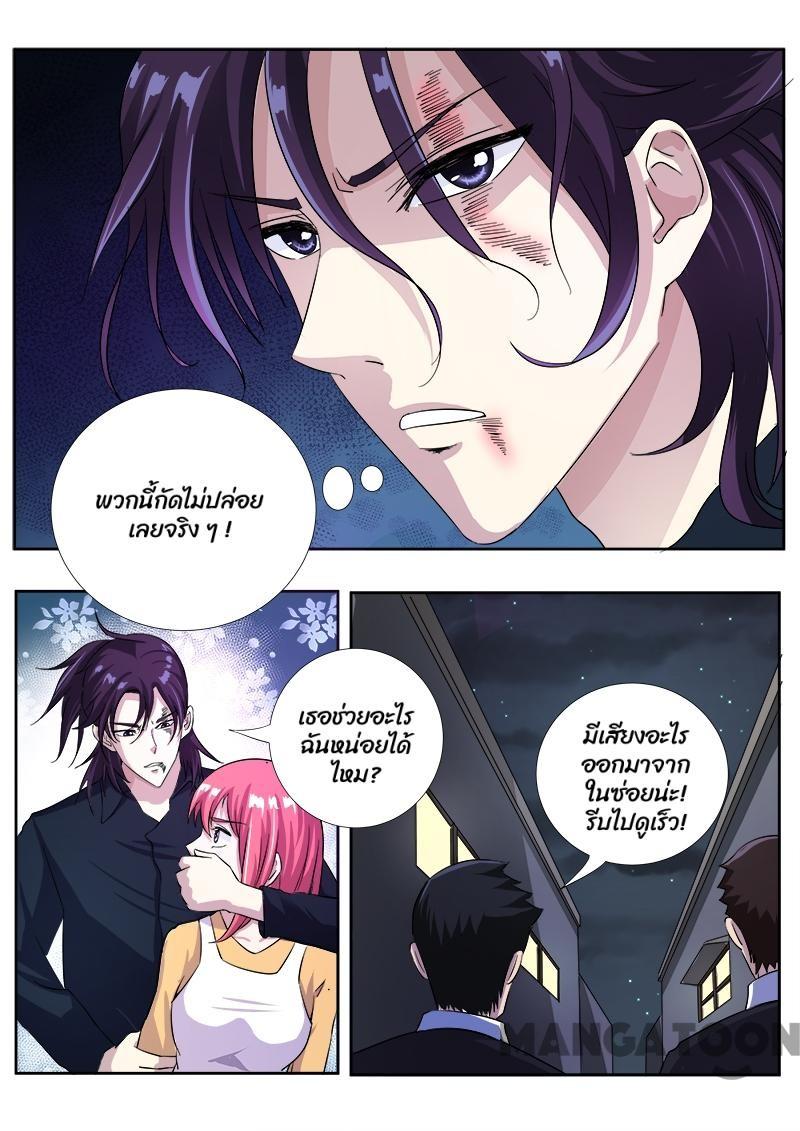 พวกนี้กัดไม่ปล่อย
เลยจริง ๆ !
เธอช่วยอะไร
ฉันหน่อยได้
ไหม?
มีเสียงอะไร
ออกมาจาก
ในซ่อยน่ะ!
รีบไปดูเร็ว!
MANGATOON